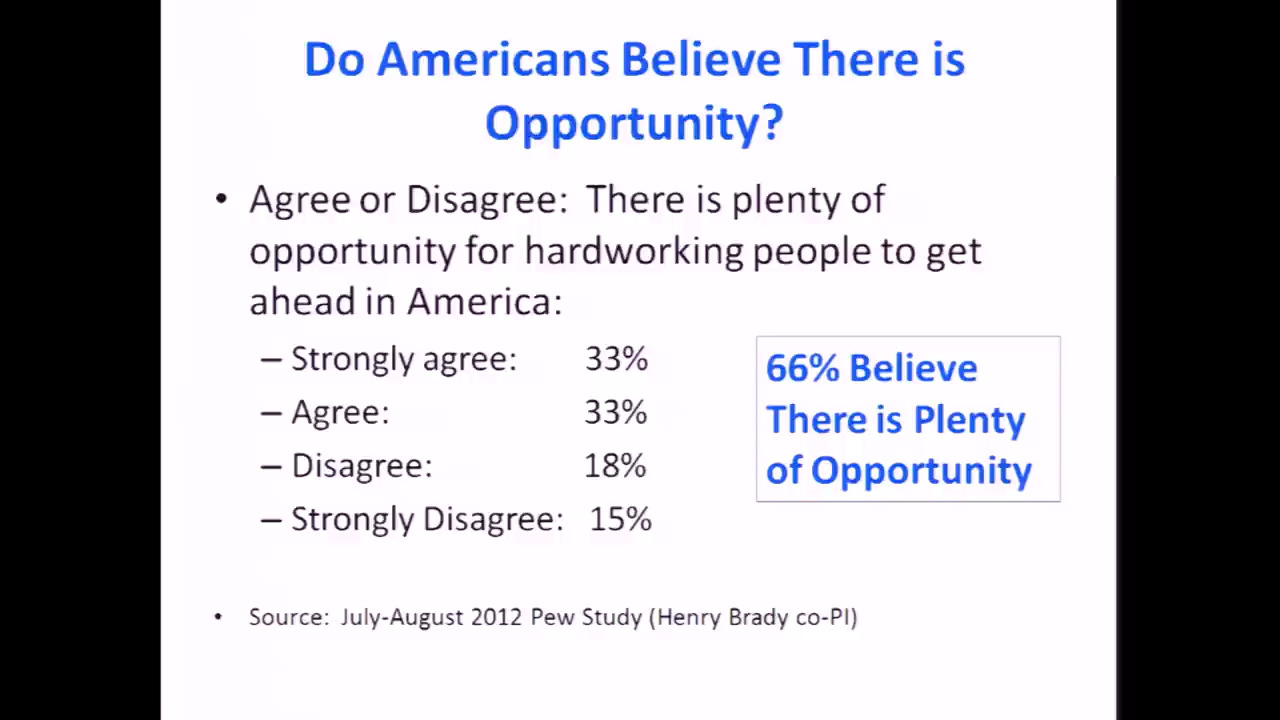 Do Americans Believe There is
Opportunity?
• Agree or Disagree: There is plenty of
opportunity for hardworking people to get
ahead in America:
– Strongly agree: 33%
– Agree: 33%
– Disagree: 18%
– Strongly Disagree: 15%
66% Believe
There is Plenty
of Opportunity
• Source: July-August 2012 Pew Study (Henry Brady co-PI)